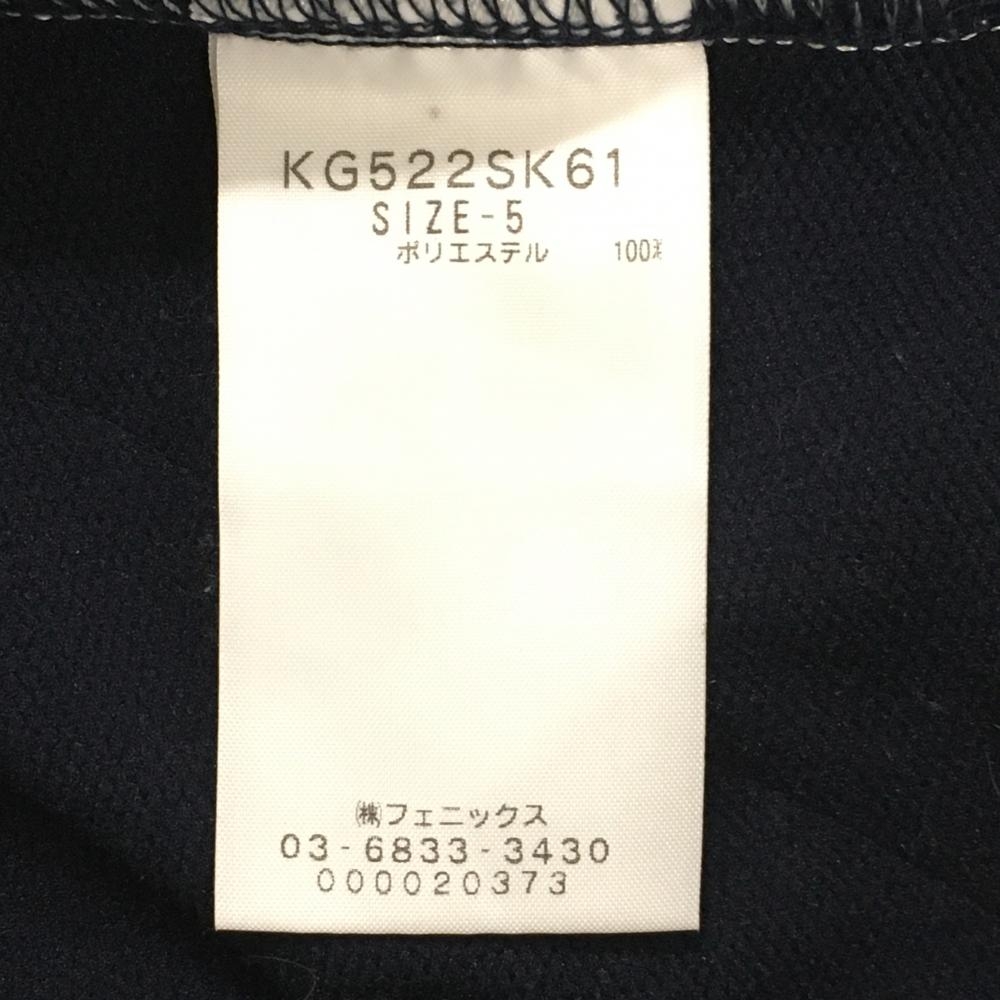 KG522SK61
SIZE-5
ポリエステル 100%
㈱フェニックス
03-6833-3430
000020373